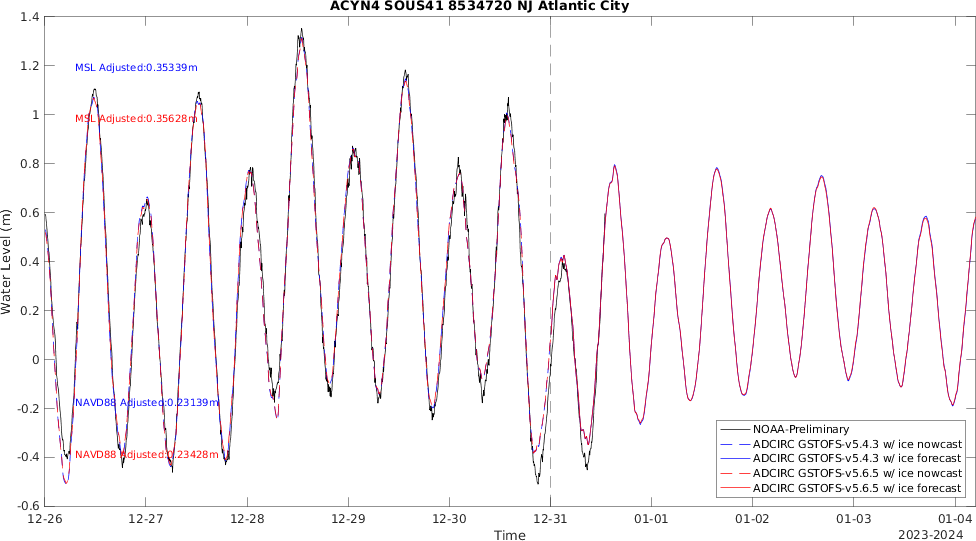 ACYN4 SOUS41 8534720 NJ Atlantic City
1.4
1.2
1
0.8
0.6
0.4
0.2
0
-0.2
-0.4
-0.6
Water Level (m)
MSL Adjusted:0.35339m
MSL Adjusted:0.35628m
NAVD88 Adjusted:0.23139m
NAVD88 Adjusted:0.23428m
NOAA-Preliminary
ADCIRC GSTOFS-v5.4.3 w/ ice nowcast
ADCIRC GSTOFS-v5.4.3 w/ ice forecast
ADCIRC GSTOFS-v5.6.5 w/ ice nowcast
ADCIRC GSTOFS-v5.6.5 w/ ice forecast
12-26 12-27 12-28 12-29 12-30 12-31 01-01 01-02 01-03 01-04
Time
2023-2024